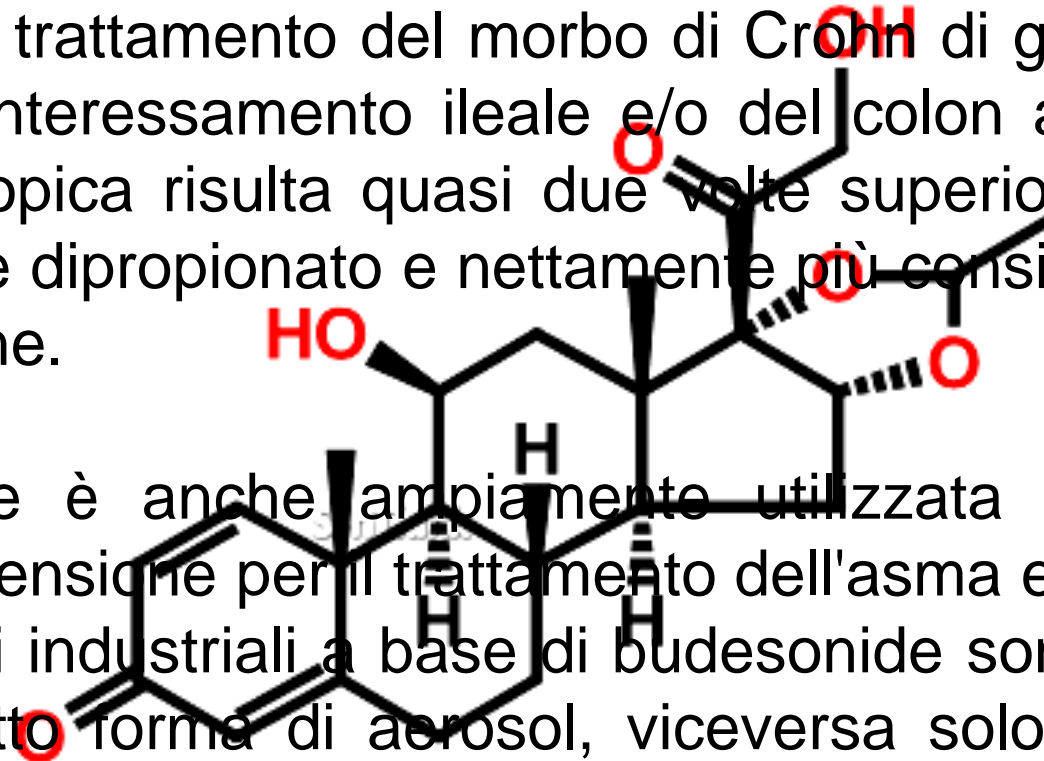 trattamento del morbo di Crohn di g
nteressamento ileale e/o del colon a
opica risulta quasi due volte superio
e dipropionato e nettamente più consi
ne.
e è anche ampiamente utilizzata
ensione per il trattamento dell'asma e
i industriali a base di budesonide sor
tto forma di aerosol, viceversa solo
OH
O
O
HO
O
H
H
H
O